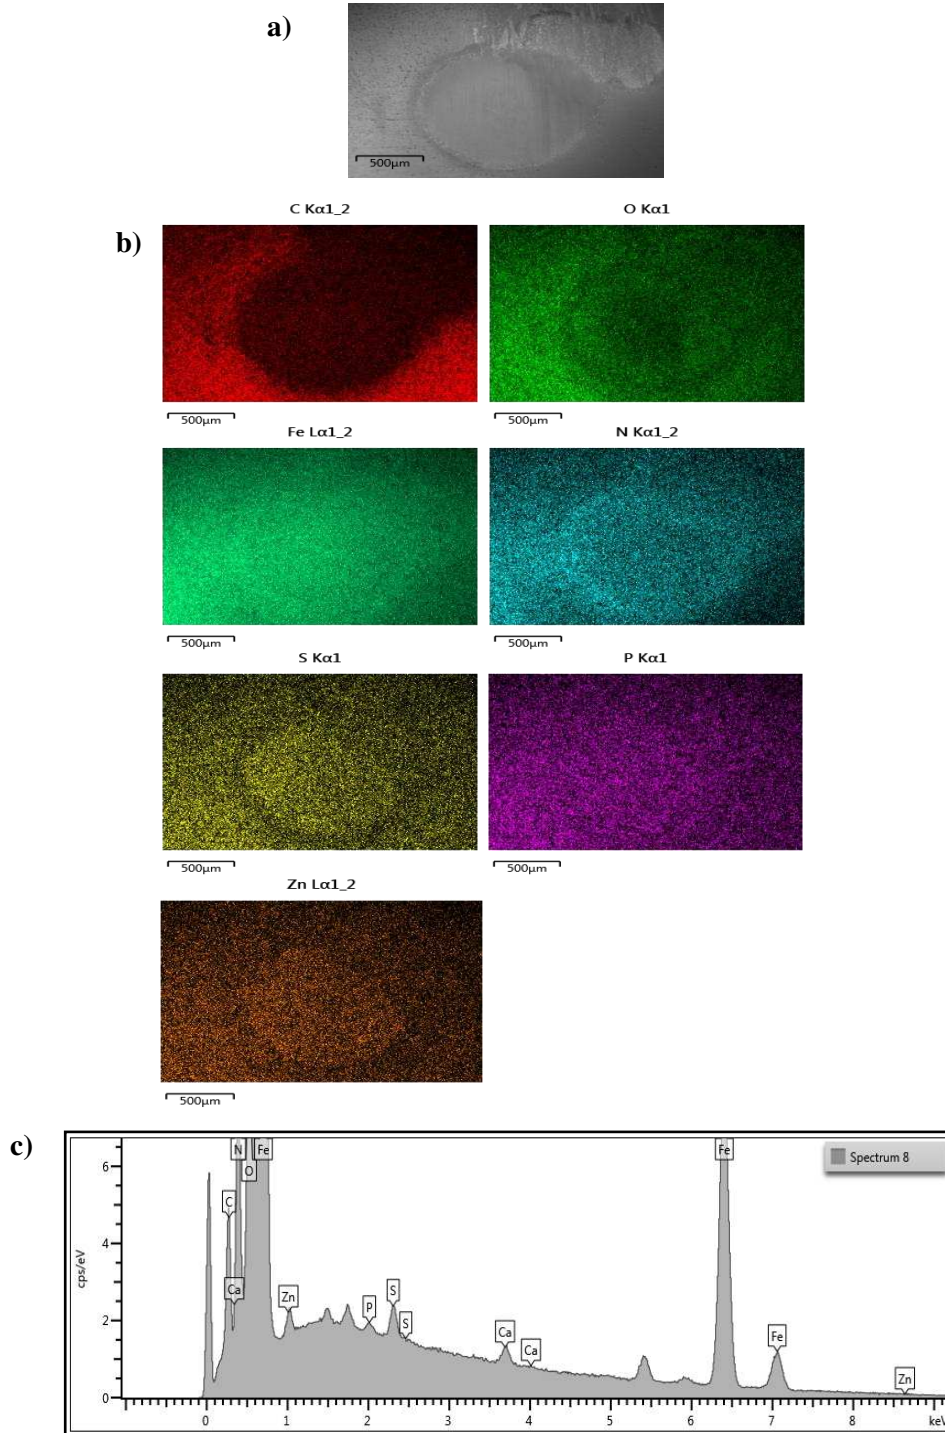 a)
500μm
b)
C Kα1_2
O Kα1
500μm
500μm
Fe Lα1_2
N Kα1_2
500μm
500μm
S Kα1
P Kα1
500μm
500μm
Zn Lα1_2
500μm
c)
Spectrum 8
cps/eV
6
4
2
0
N
O
Fe
C
Ca
Zn
P
S
S
Ca
Ca
Fe
Fe
Zn
0 1 2 3 4 5 6 7 8 keV